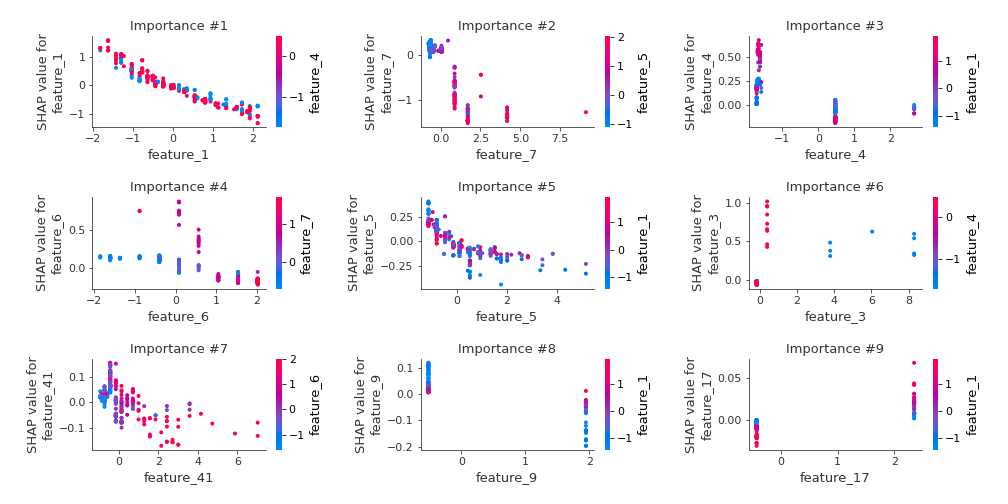 Importance #1
SHAP value for
feature_1
1
0
−1
−2
−1
0
1
2
feature_1
0
−1
feature_4
Importance #2
SHAP value for
feature_7
0
−1
0.0
2.5
5.0
7.5
feature_7
2
1
0
−1
feature_5
Importance #3
SHAP value for
feature_4
0.50
0.25
0.00
−1
0
1
2
feature_4
1
0
−1
feature_1
Importance #4
SHAP value for
feature_6
0.5
0.0
−2
−1
0
1
2
feature_6
1
0
feature_7
Importance #5
SHAP value for
feature_5
0.25
0.00
−0.25
0
2
4
feature_5
1
0
−1
feature_1
Importance #6
SHAP value for
feature_3
1.0
0.5
0.0
0
2
4
6
8
feature_3
0
−1
feature_4
Importance #7
SHAP value for
feature_41
0.1
0.0
−0.1
0
2
4
6
feature_41
2
1
0
−1
feature_6
Importance #8
SHAP value for
feature_9
0.1
0.0
−0.1
−0.2
0
1
2
feature_9
1
0
−1
feature_1
Importance #9
SHAP value for
feature_17
0.05
0.00
0
1
2
feature_17
1
0
−1
feature_1